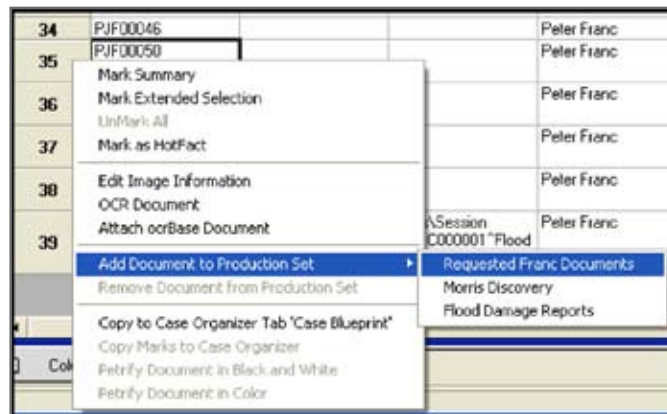 34 PJF00046 Peter Franc
35 PJF00050 Peter Franc
36 Peter Franc
37 Peter Franc
38 Peter Franc
39 \Session Peter Franc
C000001^Flood
Mark Summary
Mark Extended Selection
UnMark All
Mark as HotFact
Edit Image Information
OCR Document
Attach ocrBase Document
Add Document to Production Set
Remove Document from Production Set
Copy to Case Organizer Tab "Case Blueprint"
Copy Marks to Case Organizer
Petrify Document in Black and White
Petrify Document in Color
Requested Franc Documents
Morris Discovery
Flood Damage Reports